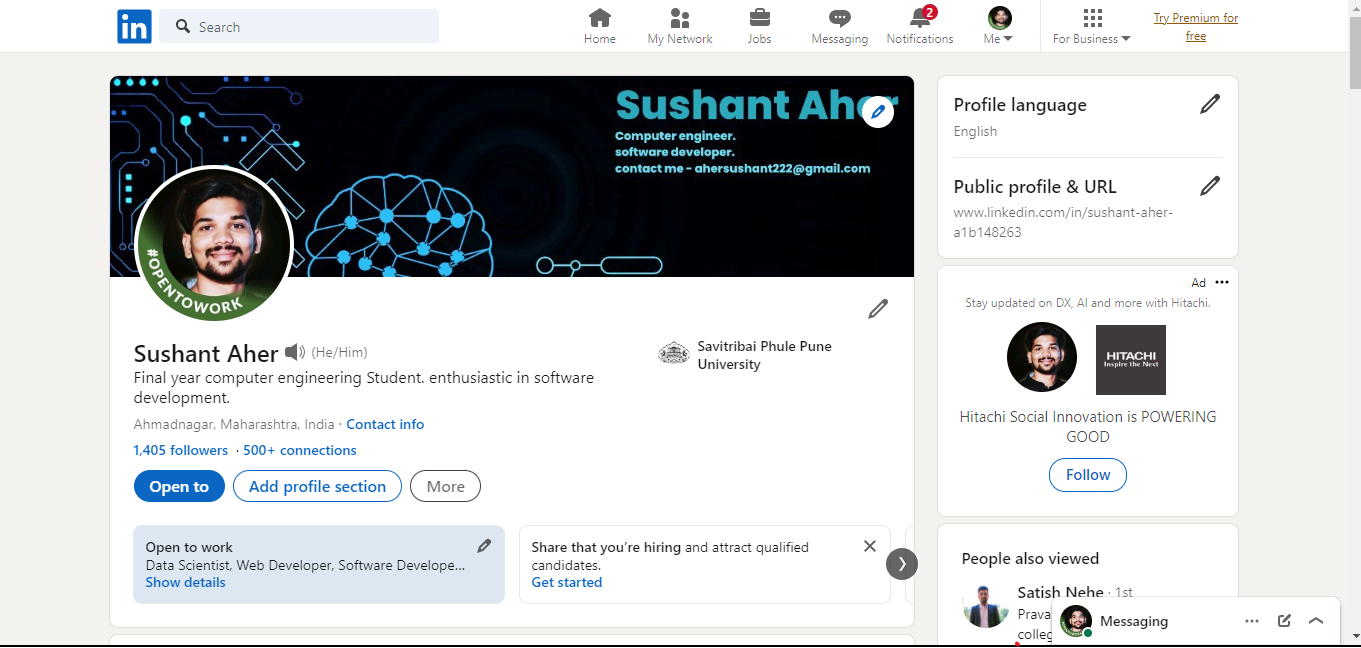 in
Search
Home
My Network
Jobs
Messaging
2
Notifications
Me
For Business
Try Premium for
free
Sushant Aher
Computer engineer.
software developer.
contact me - ahersushant222@gmail.com
#OPENTOWORK
Sushant Aher (He/Him)
Final year computer engineering Student. enthusiastic in software
development.
Ahmadnagar, Maharashtra, India · Contact info
1,405 followers · 500+ connections
Savitribai Phule Pune
University
Open to
Add profile section
More
Open to work
Data Scientist, Web Developer, Software Develope...
Show details
Share that you’re hiring and attract qualified
candidates.
Get started
Profile language
English
Public profile & URL
www.linkedin.com/in/sushant-aher-
a1b148263
Ad
Stay updated on DX, AI and more with Hitachi.
HITACHI
Inspire the Next
Hitachi Social Innovation is POWERING
GOOD
Follow
People also viewed
Satish Nehe · 1st
Prava
colleg
Messaging